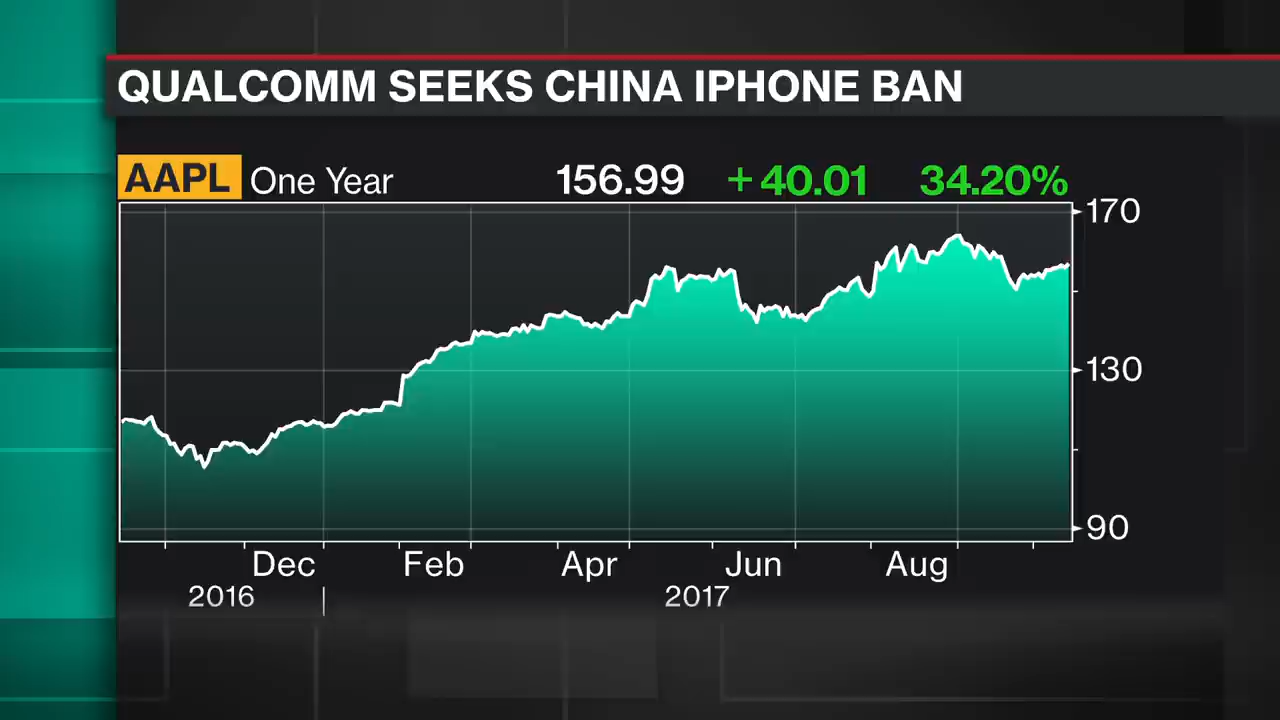 QUALCOMM SEEKS CHINA IPHONE BAN
AAPL One Year 156.99 +40.01 34.20%
170
130
90
Dec Feb Apr Jun Aug
2016 | 2017